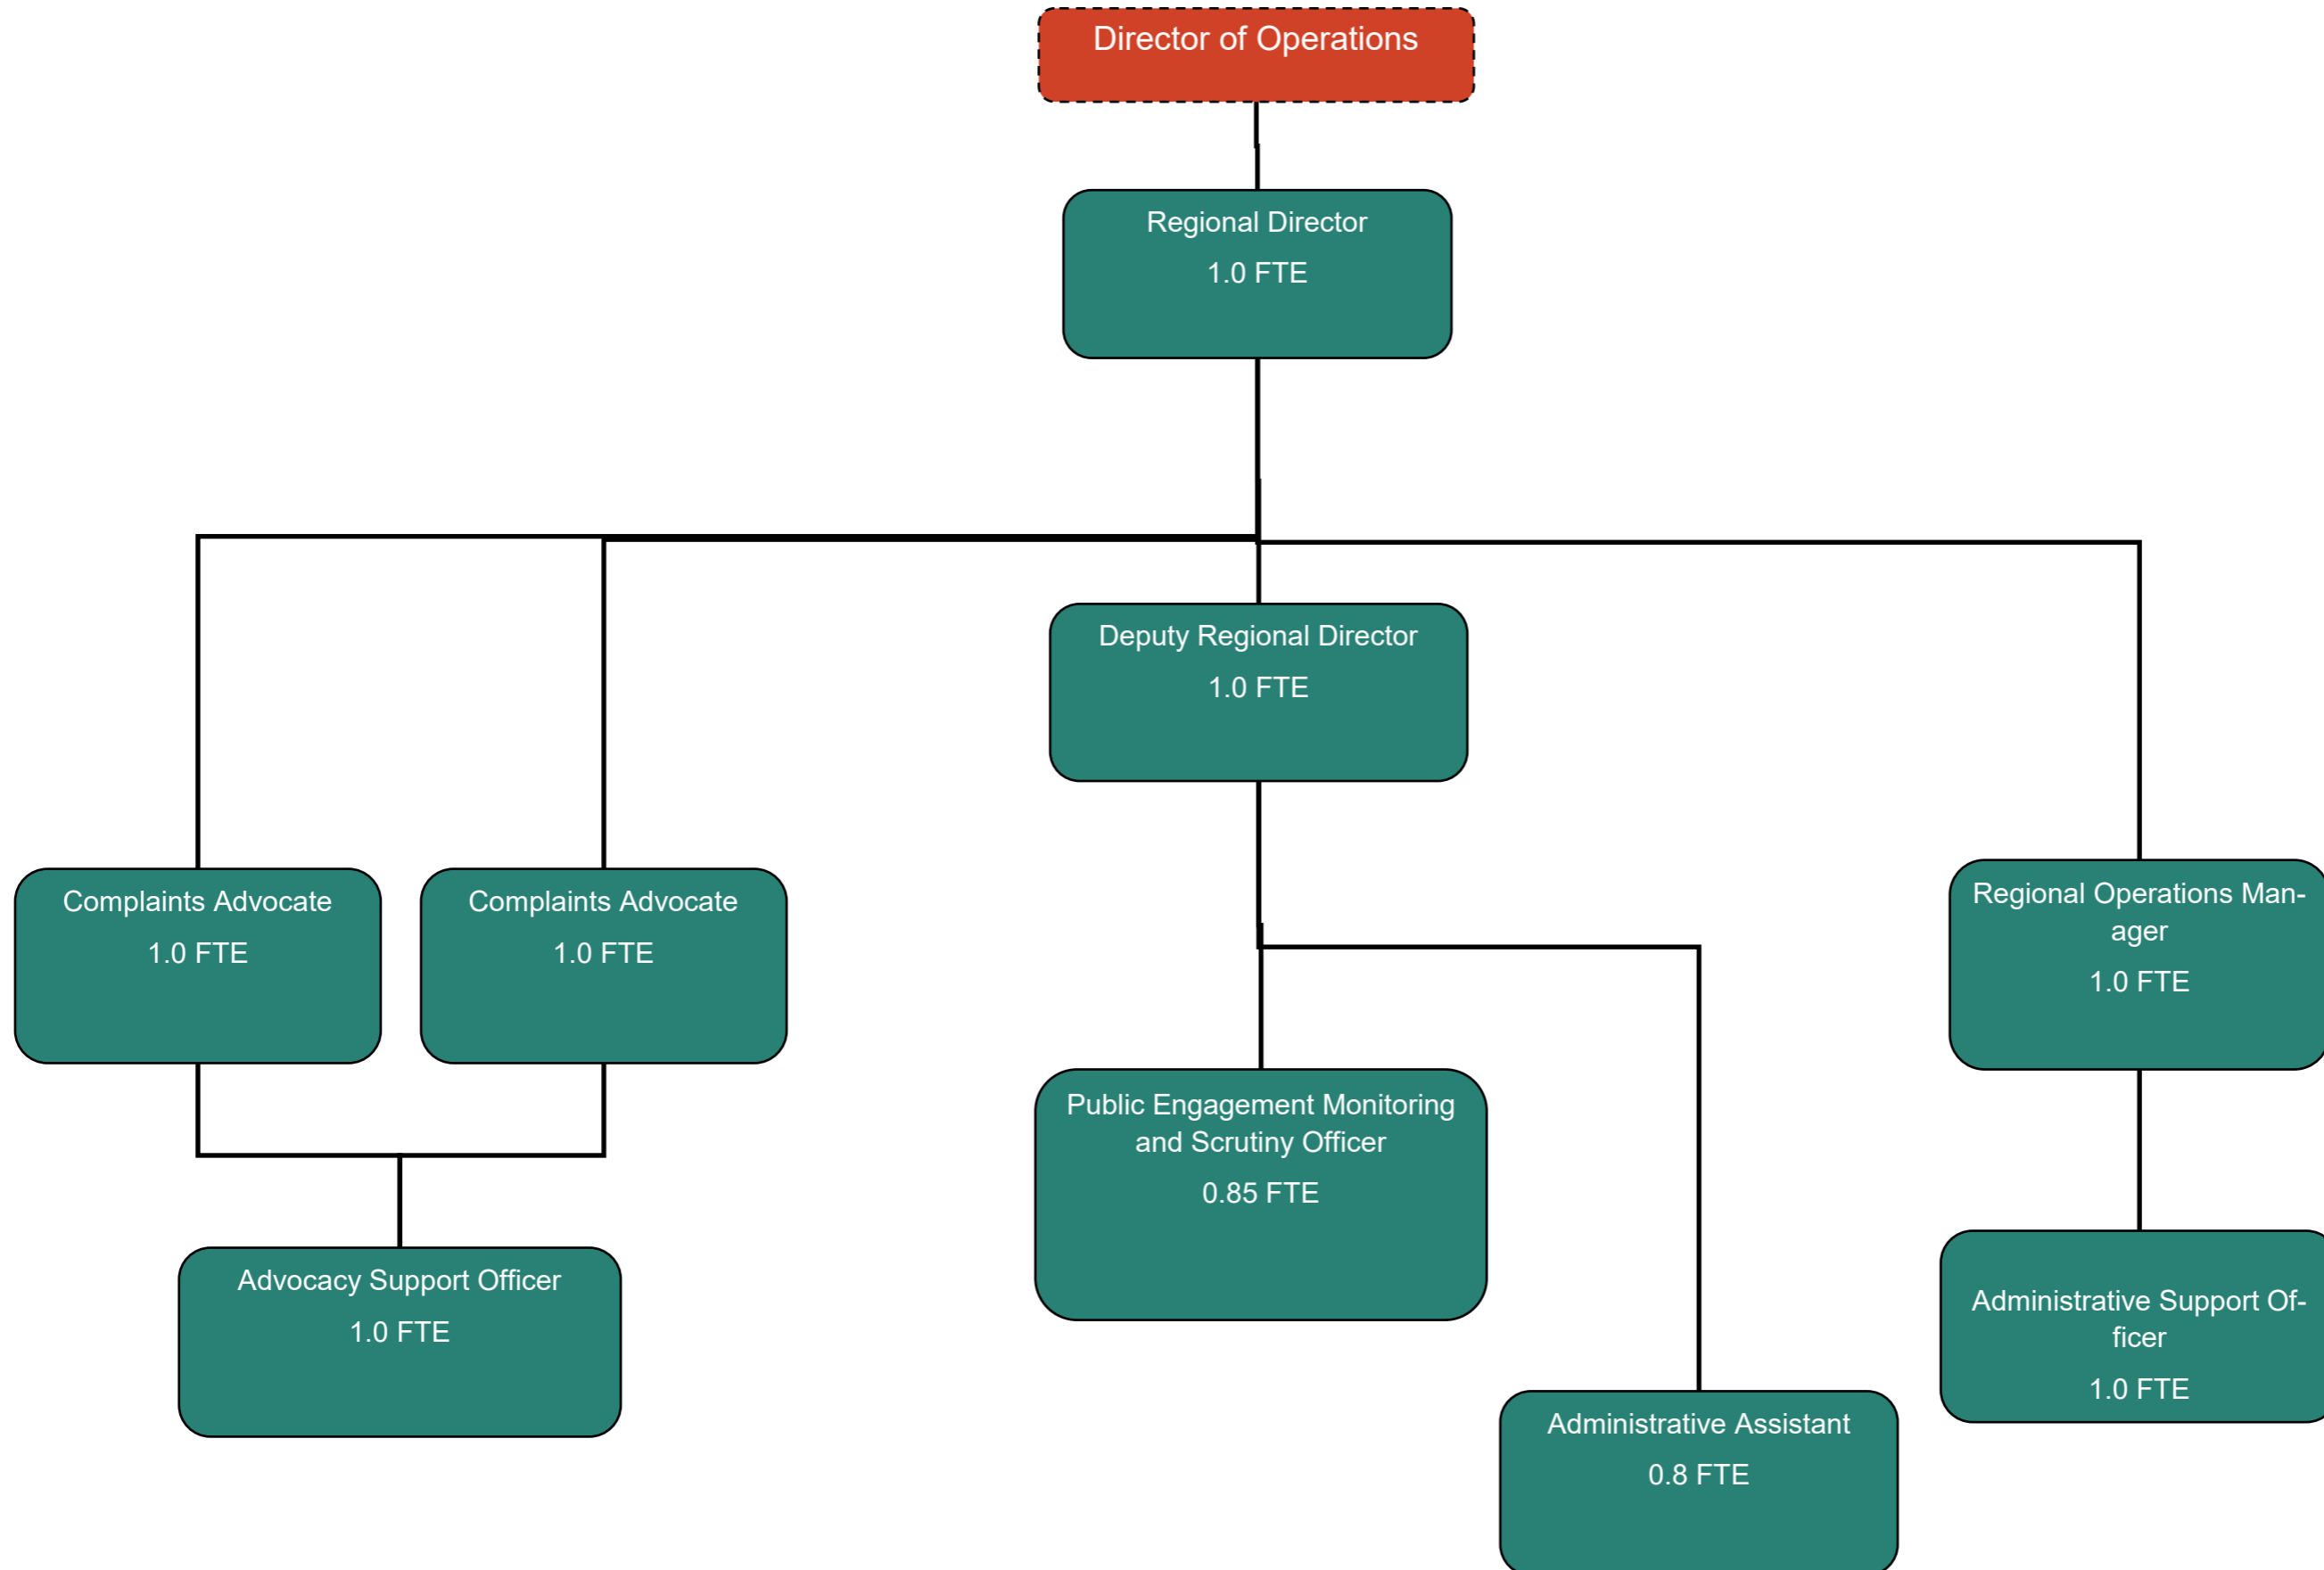 Director of Operations
Regional Director
1.0 FTE
Deputy Regional Director
1.0 FTE
Complaints Advocate
1.0 FTE
Complaints Advocate
1.0 FTE
Regional Operations Man-
ager
1.0 FTE
Public Engagement Monitoring
and Scrutiny Officer
0.85 FTE
Advocacy Support Officer
1.0 FTE
Administrative Support Of-
ficer
1.0 FTE
Administrative Assistant
0.8 FTE